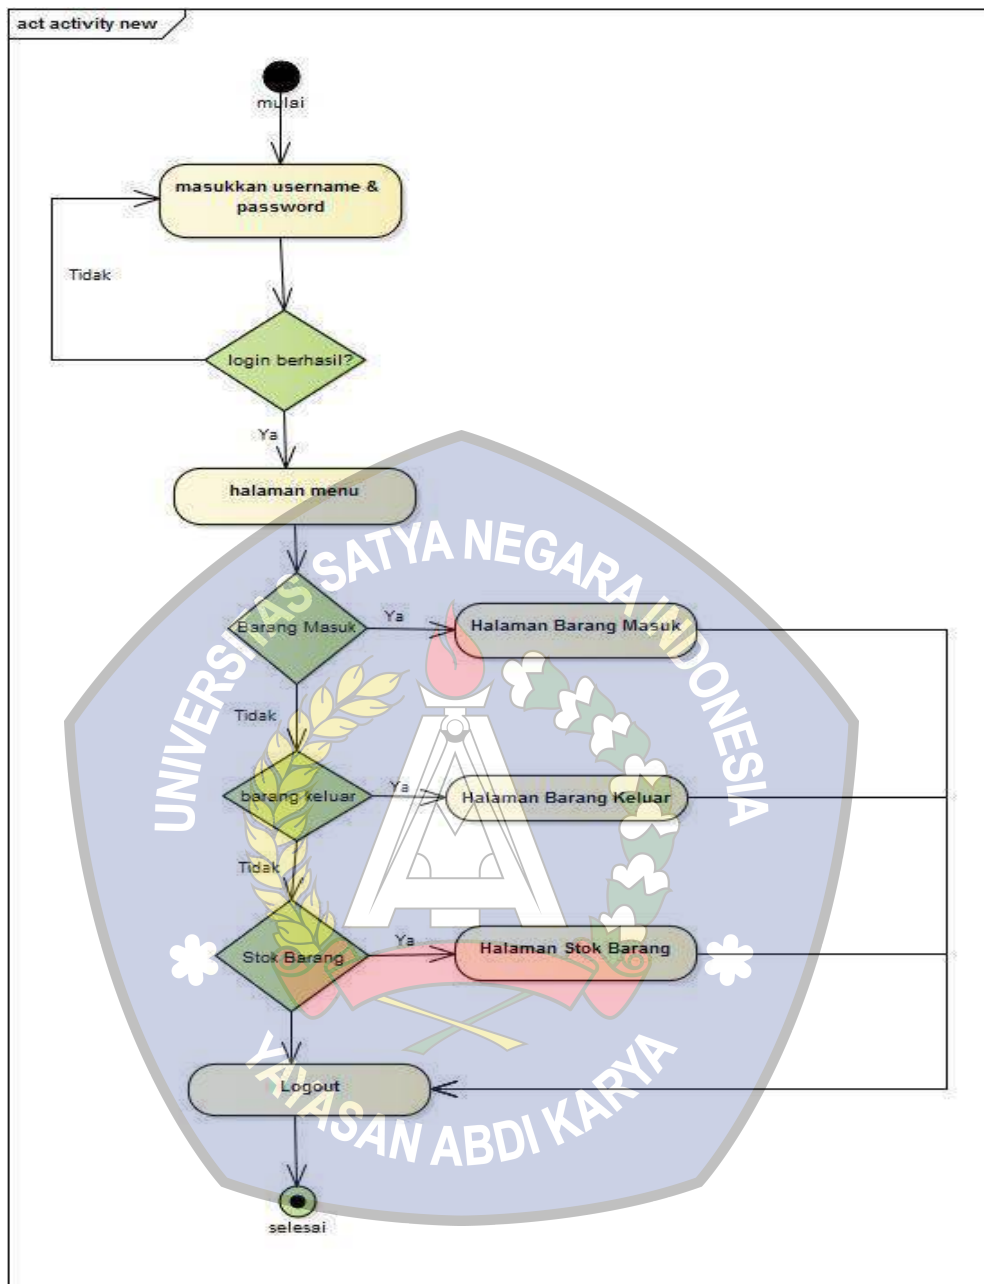 act activity new
mulai
masukkan username &
password
Tidak
login berhasil?
Ya
halaman menu
UNIVERSITAS SATYA NEGARA INDONESIA
Barang Masuk
Ya
Halaman Barang Masuk
Tidak
barang keluar
Ya
Halaman Barang Keluar
Tidak
Stok Barang
Ya
Halaman Stok Barang
Logout
YAYASAN ABDI KARYA
selesai